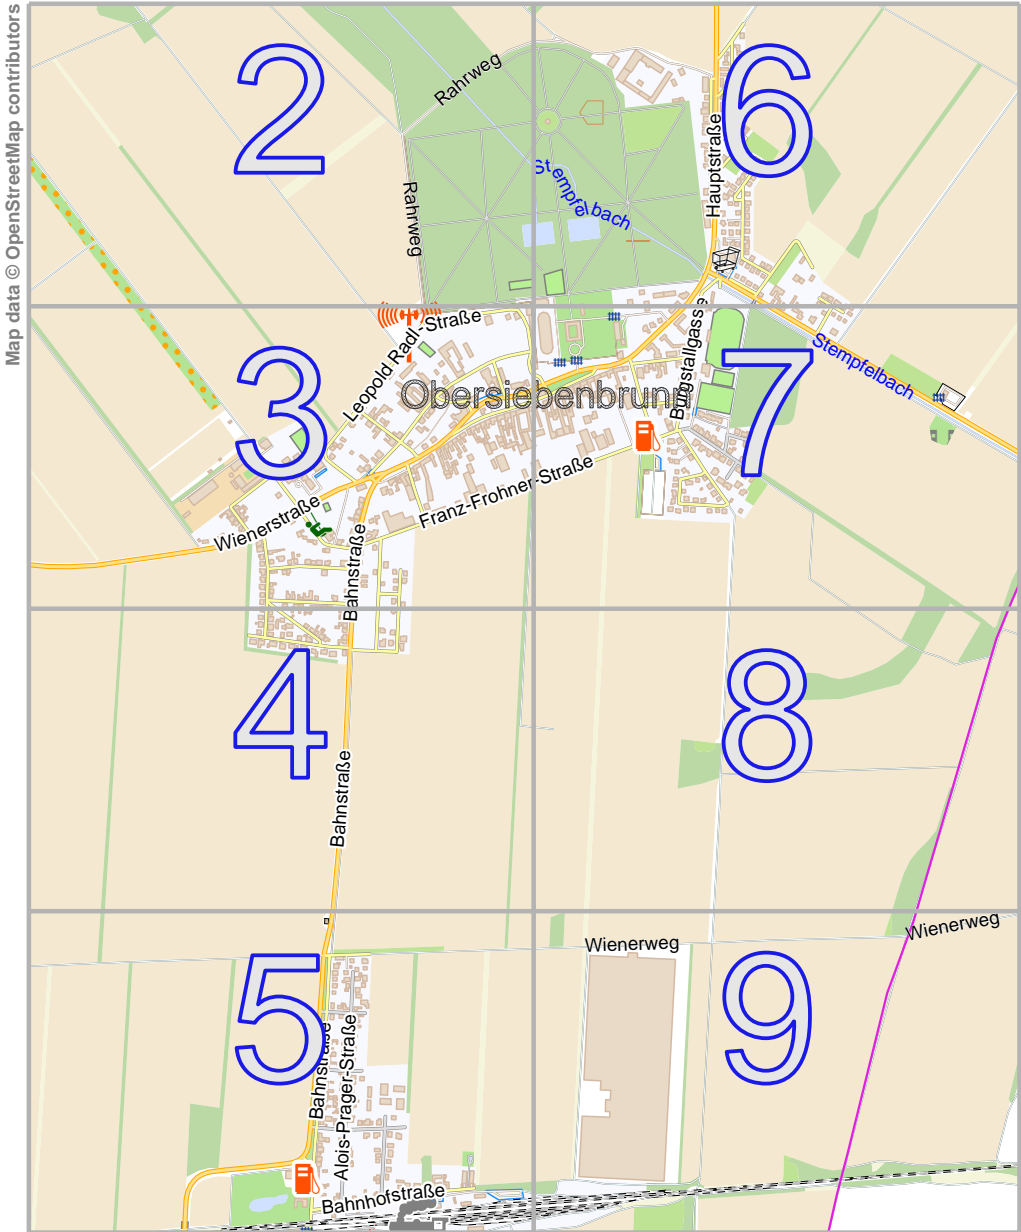 Map data © OpenStreetMap contributors
2
6
Rahrweg
Hauptstraße
Stempfelbach
Rahrweg
Leopold Radl-Straße
Burgstallgasse
Stempfelbach
3
7
Obersiebenbrunn
Franz-Frohner-Straße
Wienerstraße
Bahnstraße
4
8
Bahnstraße
Wienerweg
Wienerweg
5
9
Bahnstraße
Alois-Prager-Straße
Bahnhofstraße